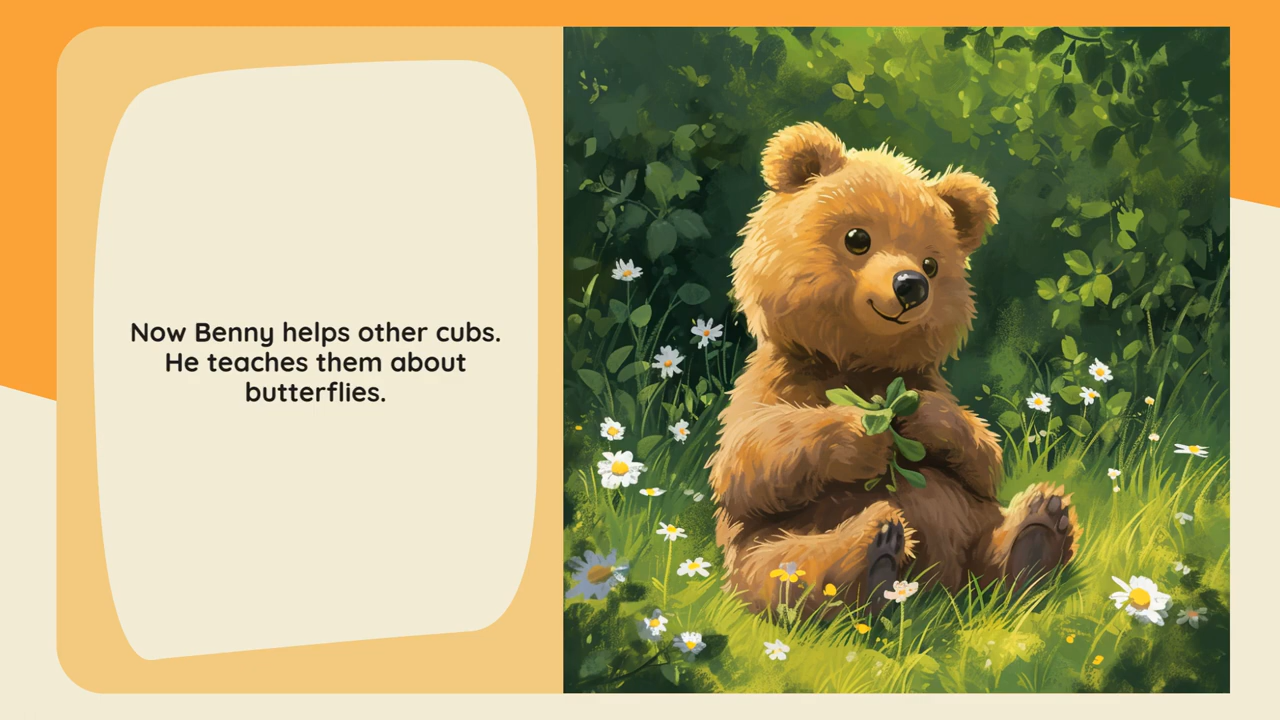 Now Benny helps other cubs.
He teaches them about
butterflies.